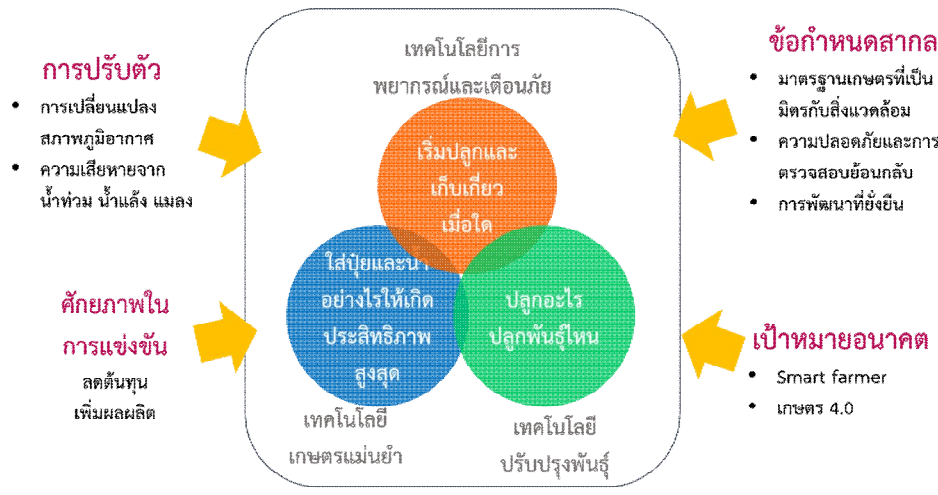 การปรับตัว
• การเปลี่ยนแปลง
สภาพภูมิอากาศ
• ความเสียหายจาก
น้ำท่วม น้ำแล้ง แมลง
ศักยภาพใน
การแข่งขัน
ลดต้นทุน
เพิ่มผลผลิต
เทคโนโลยีการ
พยากรณ์และเตือนภัย
เริ่มปลูกและ
เก็บเกี่ยว
เมื่อใด
ใส่ปุ๋ยและน้ำ
อย่างไรให้เกิด
ประสิทธิภาพ
สูงสุด
ปลูกอะไร
ปลูกพันธุ์ไหน
เทคโนโลยี
เกษตรแม่นยำ
เทคโนโลยี
ปรับปรุงพันธุ์
ข้อกำหนดสากล
• มาตรฐานเกษตรที่เป็น
มิตรกับสิ่งแวดล้อม
• ความปลอดภัยและการ
ตรวจสอบย้อนกลับ
• การพัฒนาที่ยั่งยืน
เป้าหมายอนาคต
• Smart farmer
• เกษตร 4.0